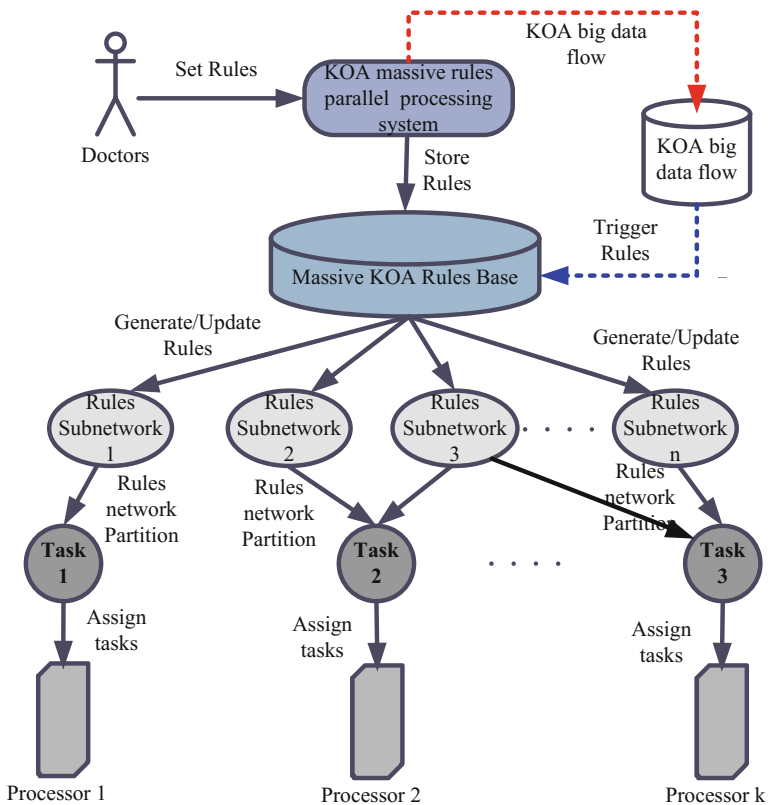 KOA big data
flow
Set Rules
KOA massive rules
parallel processing
system
Doctors
KOA big
data flow
Store
Rules
Trigger
Rules
Massive KOA Rules Base
Generate/Update
Rules
Generate/Update
Rules
Rules
Subnetwork
1
Rules
Subnetwork
2
Rules
Subnetwork
3
. . . .
Rules
Subnetwork
n
Rules
network
Partition
Rules
network
Partition
Rules
network
Partition
Task
1
Task
2
. . . .
Task
3
Assign
tasks
Assign
tasks
Assign
tasks
Processor 1
Processor 2
Processor k